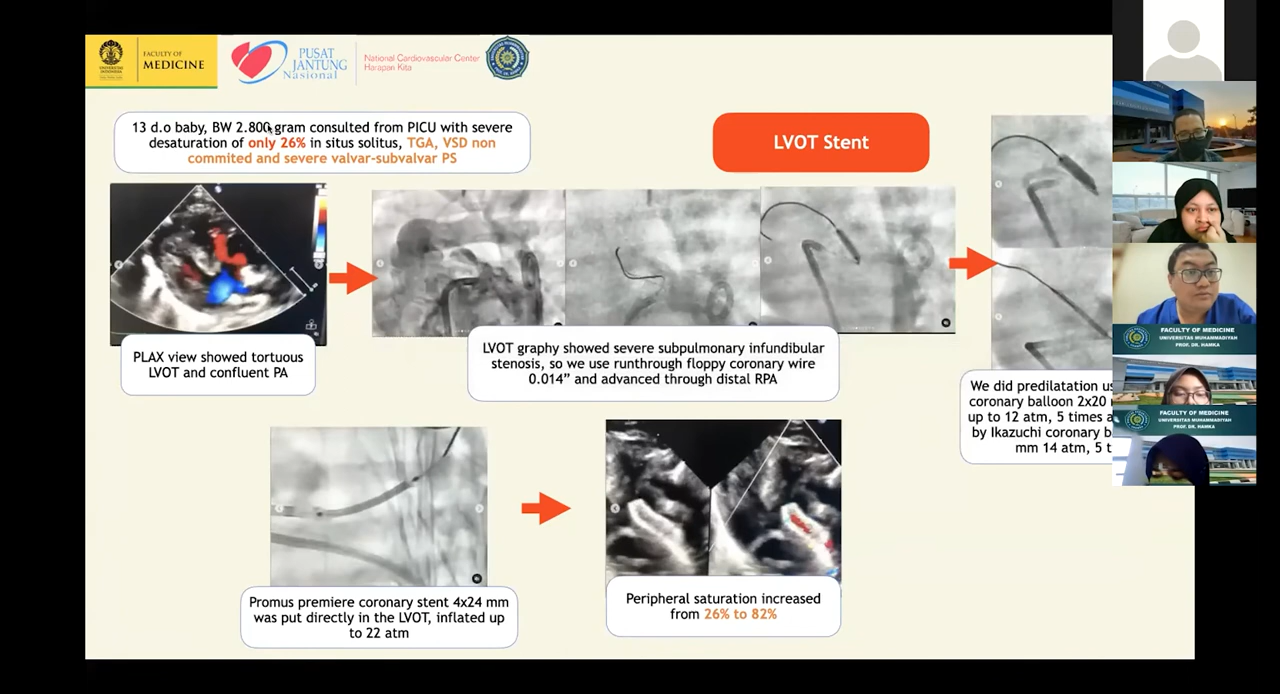 FACULTY OF
MEDICINE
PUSAT
JANTUNG
Nasional
National Cardiovascular Center
Harapan Kita
13 d.o baby, BW 2.800 gram consulted from PICU with severe
desaturation of only 26% in situs solitus, TGA, VSD non
commited and severe valvar-subvalvar PS
LVOT Stent
PLAX view showed tortuous
LVOT and confluent PA
LVOT graphy showed severe subpulmonary infundibular
stenosis, so we use runthrough floppy coronary wire
0.014” and advanced through distal RPA
We did predilatation us
coronary balloon 2x20
up to 12 atm, 5 times a
by Ikazuchi coronary b
mm 14 atm, 5 t
Promus premiere coronary stent 4x24 mm
was put directly in the LVOT, inflated up
to 22 atm
Peripheral saturation increased
from 26% to 82%
FACULTY OF MEDICINE
UNIVERSITAS MUHAMMADIYAH
PROF. DR. HAMKA
FACULTY OF MEDICINE
UNIVERSITAS MUHAMMADIYAH
PROF. DR. HAMKA